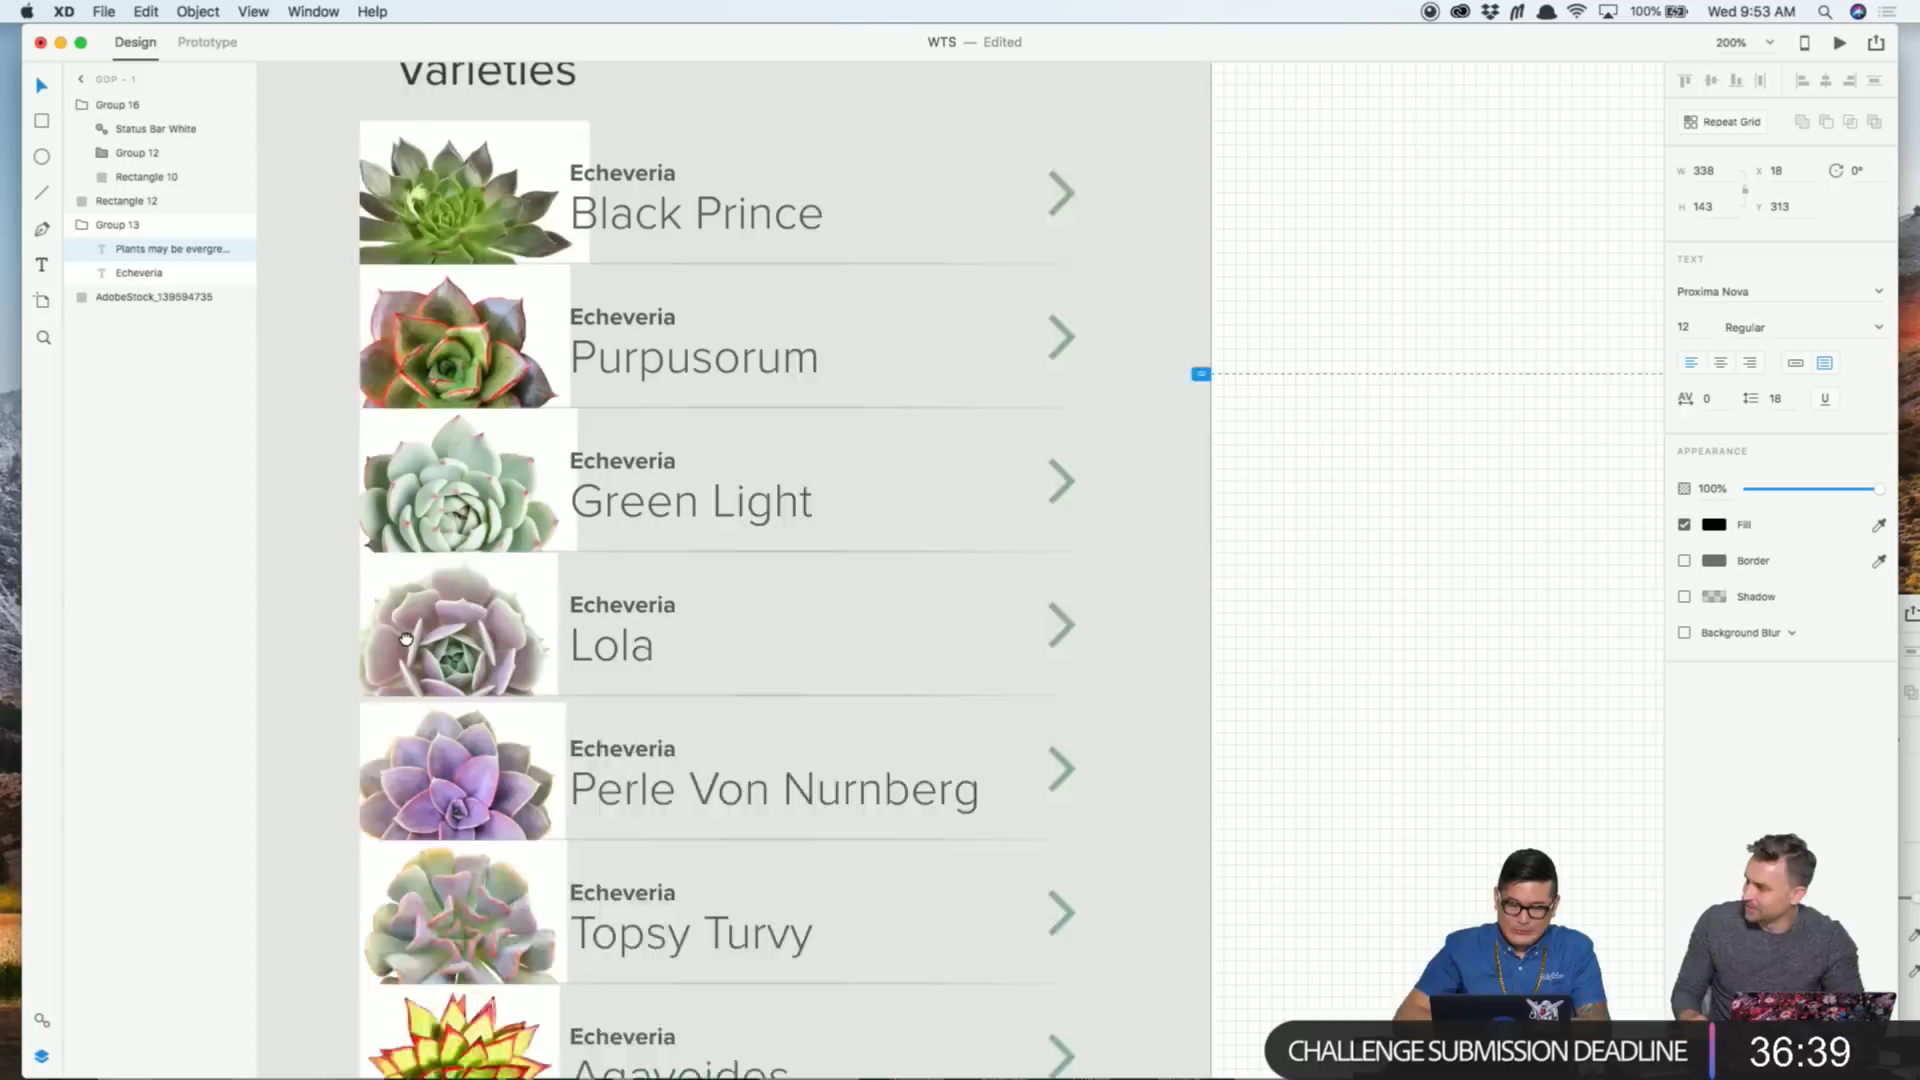 XD File Edit Object View Window Help
100% Wed 9:53 AM
Design Prototype
WTS — Edited
200%
GDP – 1
Group 16
Status Bar White
Group 12
Rectangle 10
Rectangle 12
Group 13
Plants may be evergre...
Echeveria
AdobeStock_139594735
Varieties
Echeveria
Black Prince
Echeveria
Purpusorum
Echeveria
Green Light
Echeveria
Lola
Echeveria
Perle Von Nurnberg
Echeveria
Topsy Turvy
Echeveria
Agavoides
Repeat Grid
W 338 X 18 0°
H 143 Y 313
TEXT
Proxima Nova
12 Regular
AV 0 18 U
APPEARANCE
100%
Fill
Border
Shadow
Background Blur
CHALLENGE SUBMISSION DEADLINE 36:39